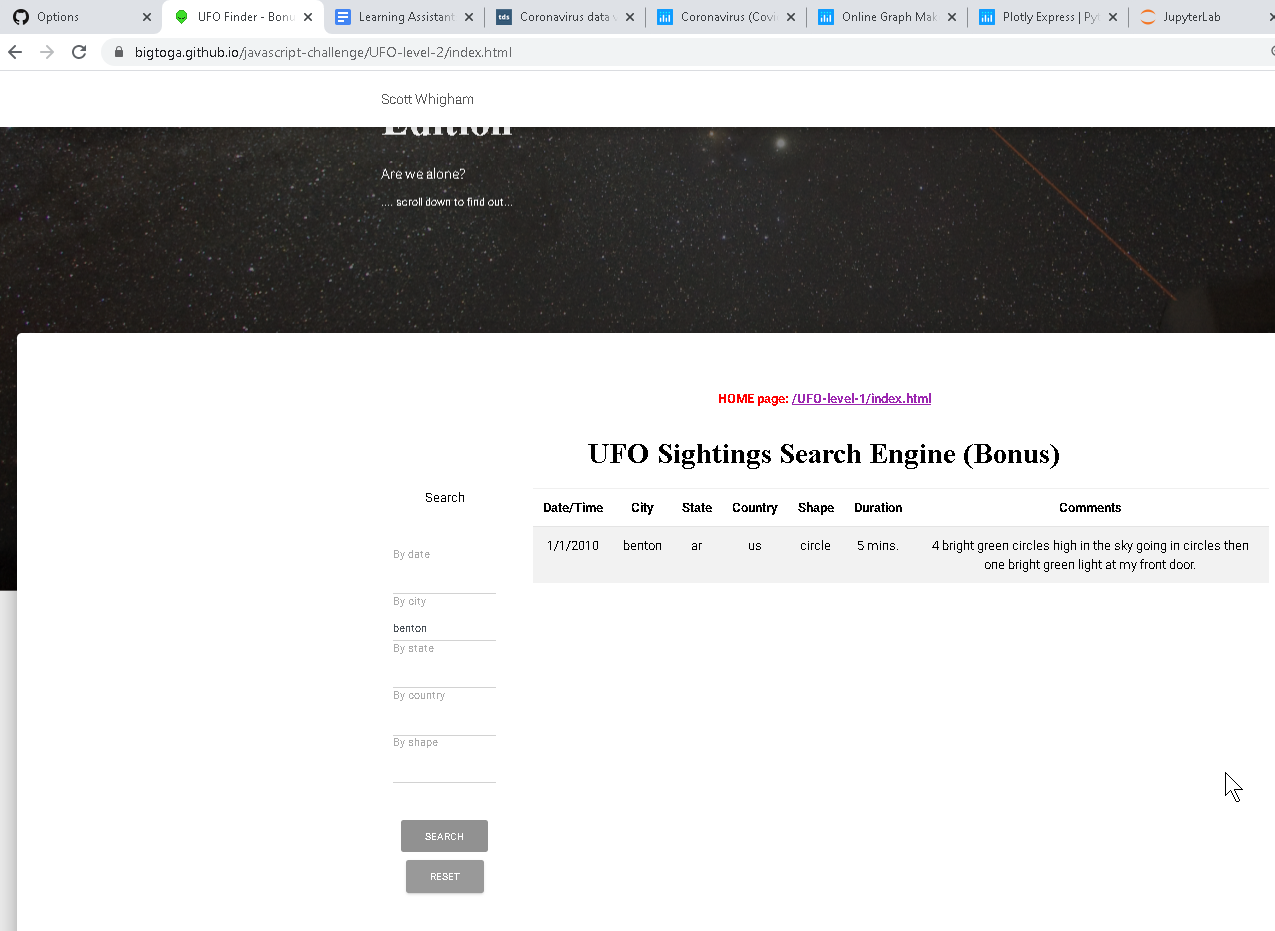 Options
UFO Finder - Bonu
Learning Assistant
tds
Coronavirus data v
Coronavirus (Covi
Online Graph Mak
Plotly Express | Pyt
JupyterLab
bigtoga.github.io/javascript-challenge/UFO-level-2/index.html
Scott Whigham
Edition
Are we alone?
.... scroll down to find out...
HOME page: /UFO-level-1/index.html
UFO Sightings Search Engine (Bonus)
Search
Date/Time City State Country Shape Duration Comments
1/1/2010 benton ar us circle 5 mins. 4 bright green circles high in the sky going in circles then
one bright green light at my front door.
By date
By city
benton
By state
By country
By shape
SEARCH
RESET